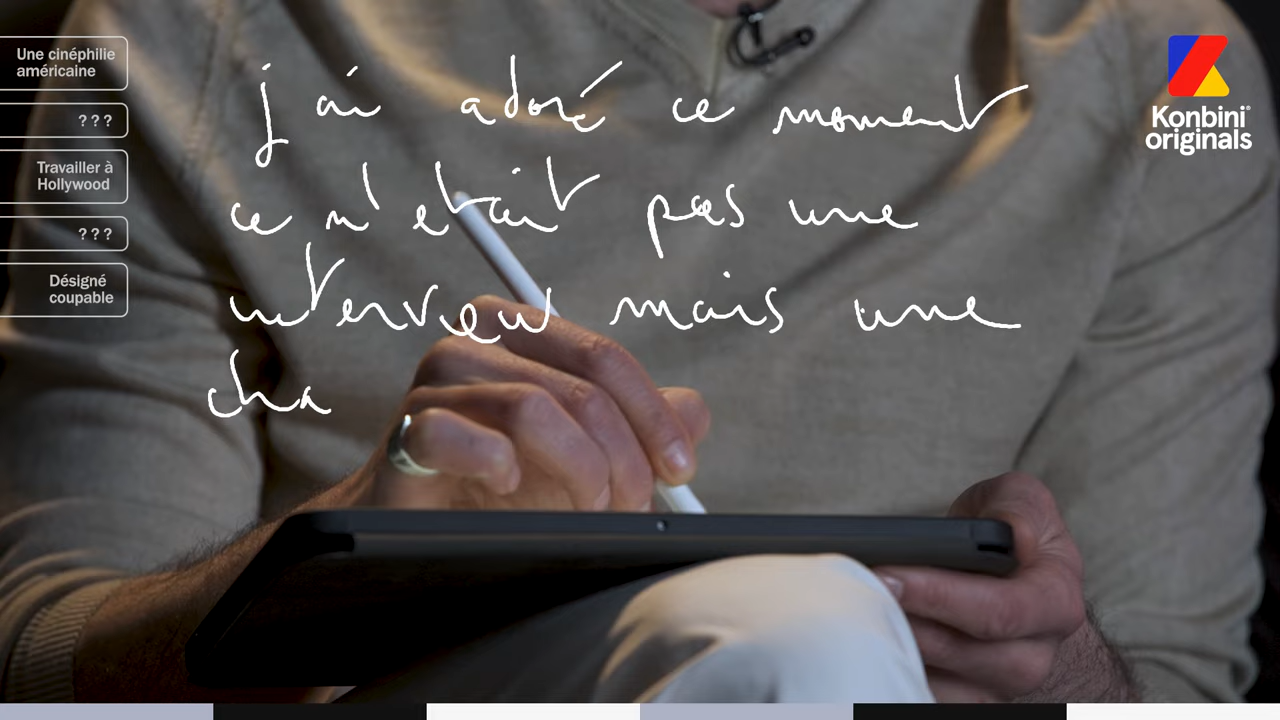 Une cinéphilie
américaine
???
Travailler à
Hollywood
???
Désigné
coupable
Konbini
originals
j'ai adoré ce moment
ce n'etait pas une
interview mais une
cha